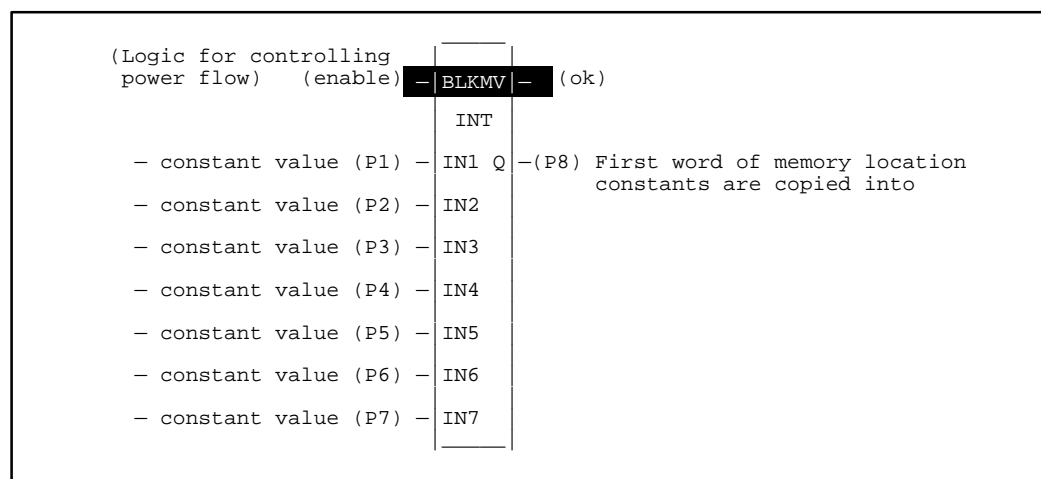 (Logic for controlling
power flow) (enable) –|BLKMV|– (ok)
INT
– constant value (P1) –|IN1 Q|–(P8) First word of memory location
constants are copied into
– constant value (P2) –|IN2
– constant value (P3) –|IN3
– constant value (P4) –|IN4
– constant value (P5) –|IN5
– constant value (P6) –|IN6
– constant value (P7) –|IN7